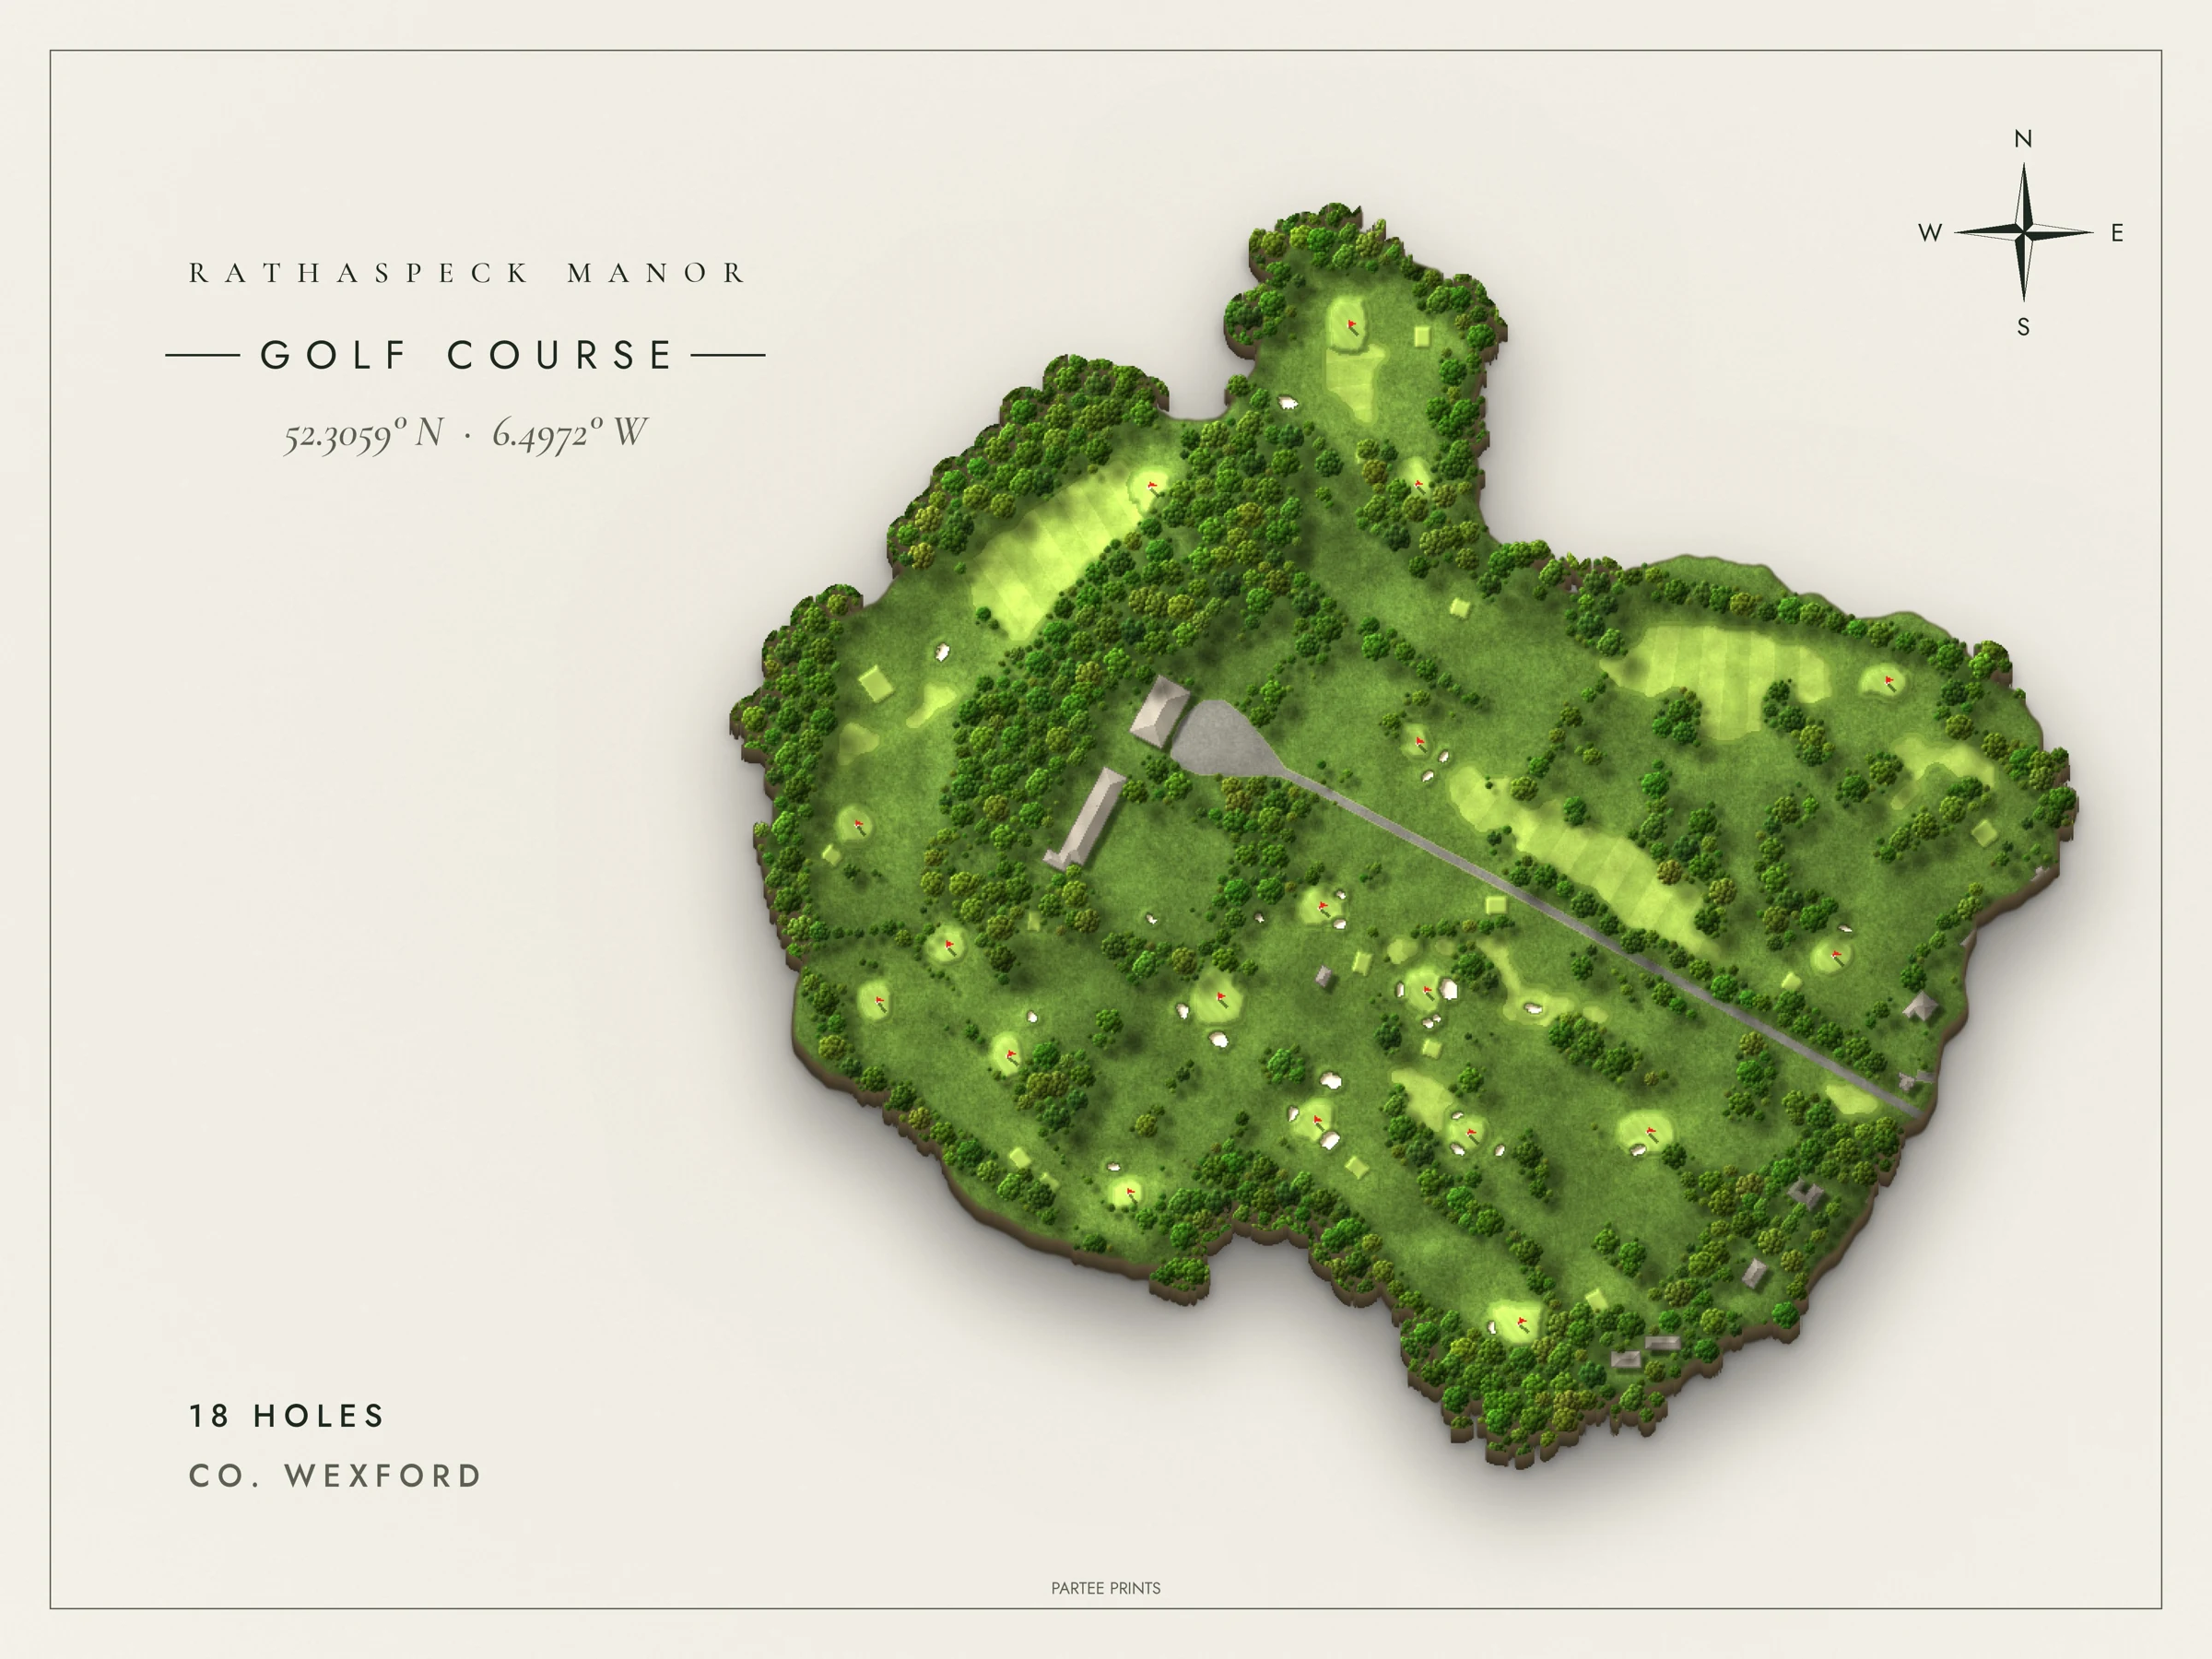 RATHASPECK MANOR
GOLF COURSE
52.3059° N · 6.4972° W
N
W E
S
18 HOLES
CO. WEXFORD
PARTEE PRINTS